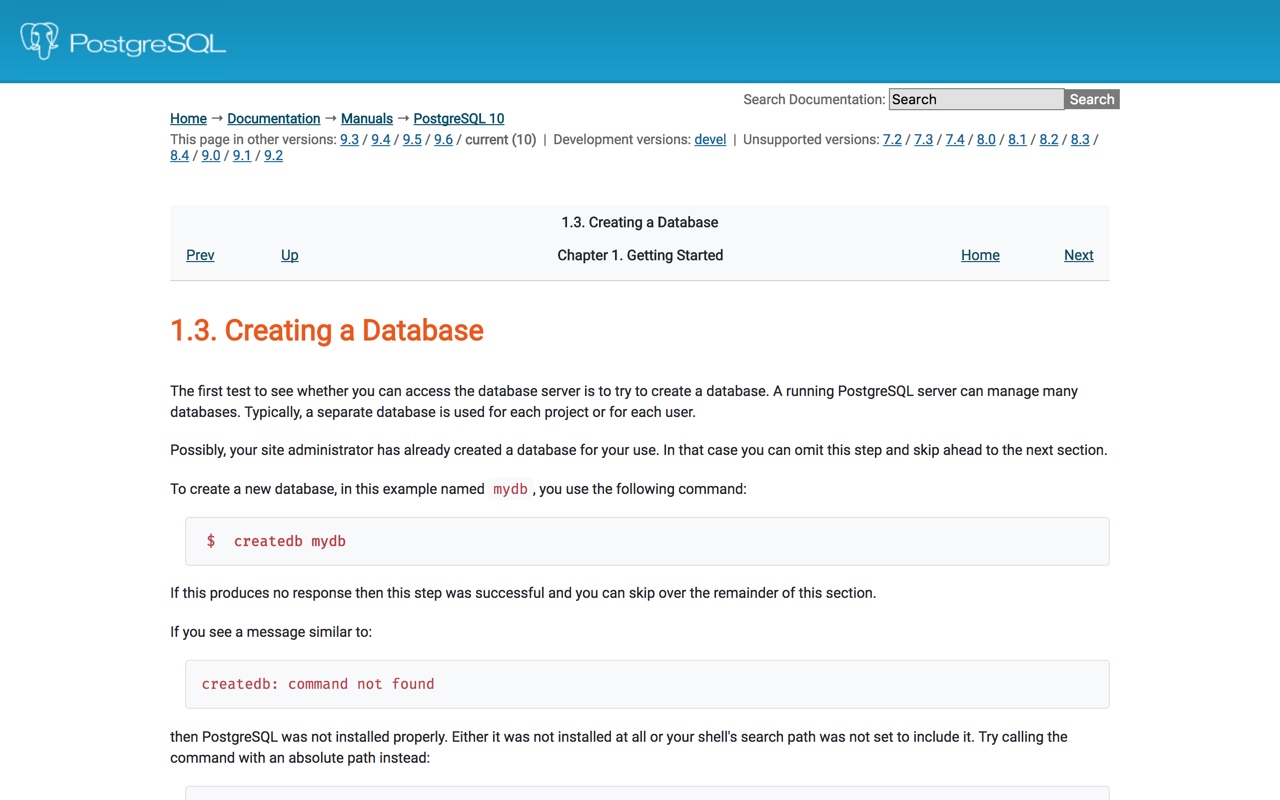 PostgreSQL
Search Documentation: Search Search
Home → Documentation → Manuals → PostgreSQL 10
This page in other versions: 9.3 / 9.4 / 9.5 / 9.6 / current (10) | Development versions: devel | Unsupported versions: 7.2 / 7.3 / 7.4 / 8.0 / 8.1 / 8.2 / 8.3 /
8.4 / 9.0 / 9.1 / 9.2
1.3. Creating a Database
Prev Up Chapter 1. Getting Started Home Next
1.3. Creating a Database
The first test to see whether you can access the database server is to try to create a database. A running PostgreSQL server can manage many
databases. Typically, a separate database is used for each project or for each user.
Possibly, your site administrator has already created a database for your use. In that case you can omit this step and skip ahead to the next section.
To create a new database, in this example named mydb, you use the following command:
$ createdb mydb
If this produces no response then this step was successful and you can skip over the remainder of this section.
If you see a message similar to:
createdb: command not found
then PostgreSQL was not installed properly. Either it was not installed at all or your shell's search path was not set to include it. Try calling the
command with an absolute path instead: